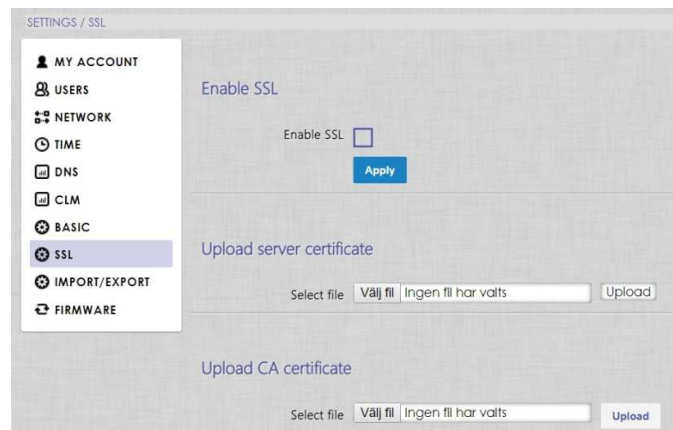 SETTINGS / SSL
MY ACCOUNT
USERS
NETWORK
TIME
DNS
CLM
BASIC
SSL
IMPORT/EXPORT
FIRMWARE
Enable SSL
Enable SSL
Apply
Upload server certificate
Select file Välj fil Ingen fil har valts Upload
Upload CA certificate
Select file Välj fil Ingen fil har valts Upload